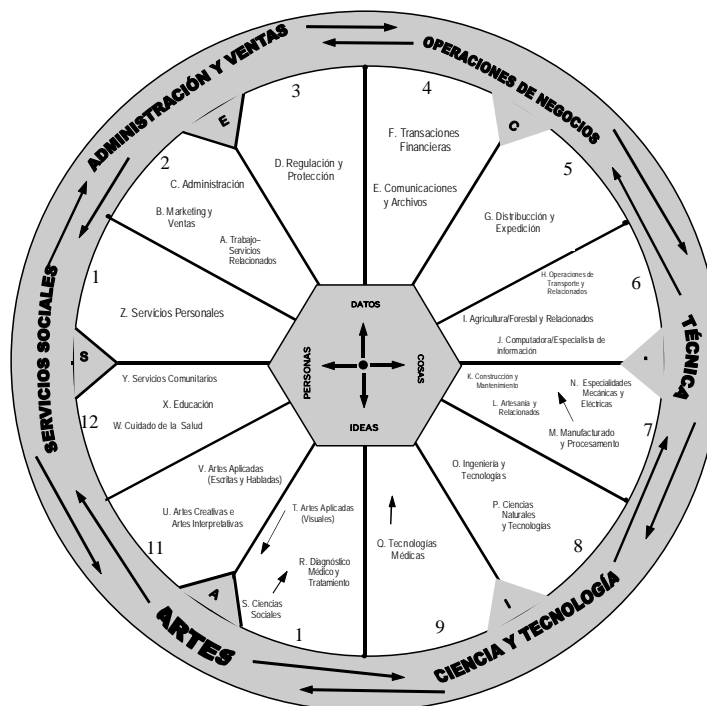 ADMINISTRACIÓN Y VENTAS
OPERACIONES DE NEGOCIOS
TÉCNICA
CIENCIA Y TECNOLOGÍA
ARTES
SERVICIOS SOCIALES
E
C
.
I
A
S
1
Z. Servicios Personales
2
C. Administración
B. Marketing y
Ventas
A. Trabajo–
Servicios
Relacionados
3
D. Regulación y
Protección
4
F. Transaciones
Financieras
E. Comunicaciones
y Archivos
5
G. Distribucción y
Expedición
6
H. Operaciones de
Transporte y
Relacionados
I. Agricultura/Forestal y Relacionados
J. Computadora/Especialista de
información
7
K. Construcción y
Mantenimiento
L. Artesanía y
Relacionados
N. Especialidades
Mecánicas y
Eléctricas
M. Manufacturado y
Procesamiento
8
O. Ingeniería y
Tecnologías
P. Ciencias
Naturales
y Tecnologías
9
Q. Tecnologías
Médicas
1
T. Artes Aplicadas
(Visuales)
R. Diagnóstico
Médico y
Tratamiento
S. Ciencias
Sociales
11
V. Artes Aplicadas
(Escritas y Habladas)
U. Artes Creativas e
Artes Interpretativas
12
Y. Servicios Comunitarios
X. Educación
W. Cuidado de la Salud
DATOS
PERSONAS
COSAS
IDEAS